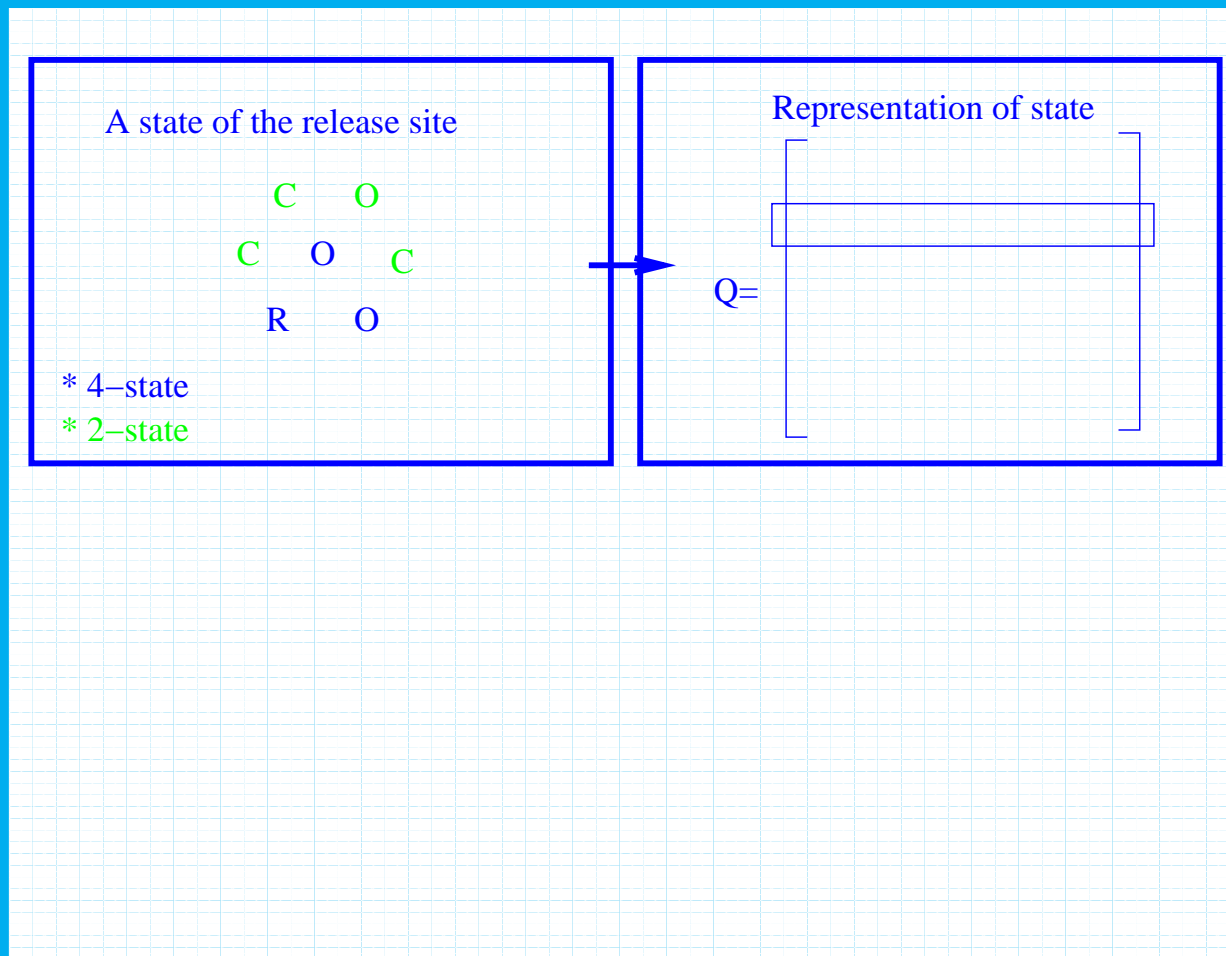 A state of the release site
C O
C O C
R O
* 4−state
* 2−state
Representation of state
Q=